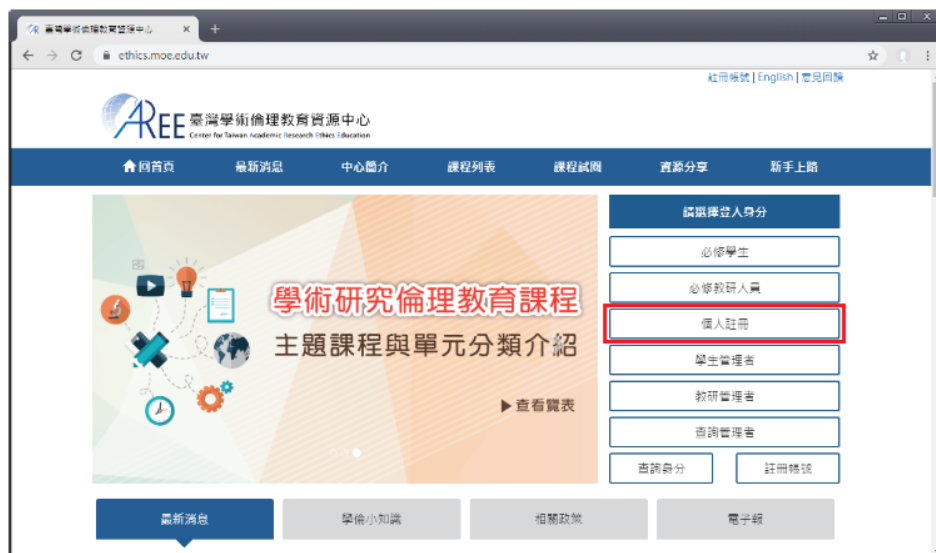 臺灣學術倫理教育資源中心
ethics.moe.edu.tw
註冊帳號 | English | 意見回饋
AREE 臺灣學術倫理教育資源中心
Center for Taiwan Academic Research Ethics Education
回首頁 最新消息 中心簡介 課程列表 課程試閱 資源分享 新手上路
請選擇登入身分
必修學生
必修教研人員
個人註冊
學生管理者
教研管理者
查詢管理者
查詢身分 註冊帳號
學術研究倫理教育課程
主題課程與單元分類介紹
▶查看覽表
最新消息 學倫小知識 相關政策 電子報